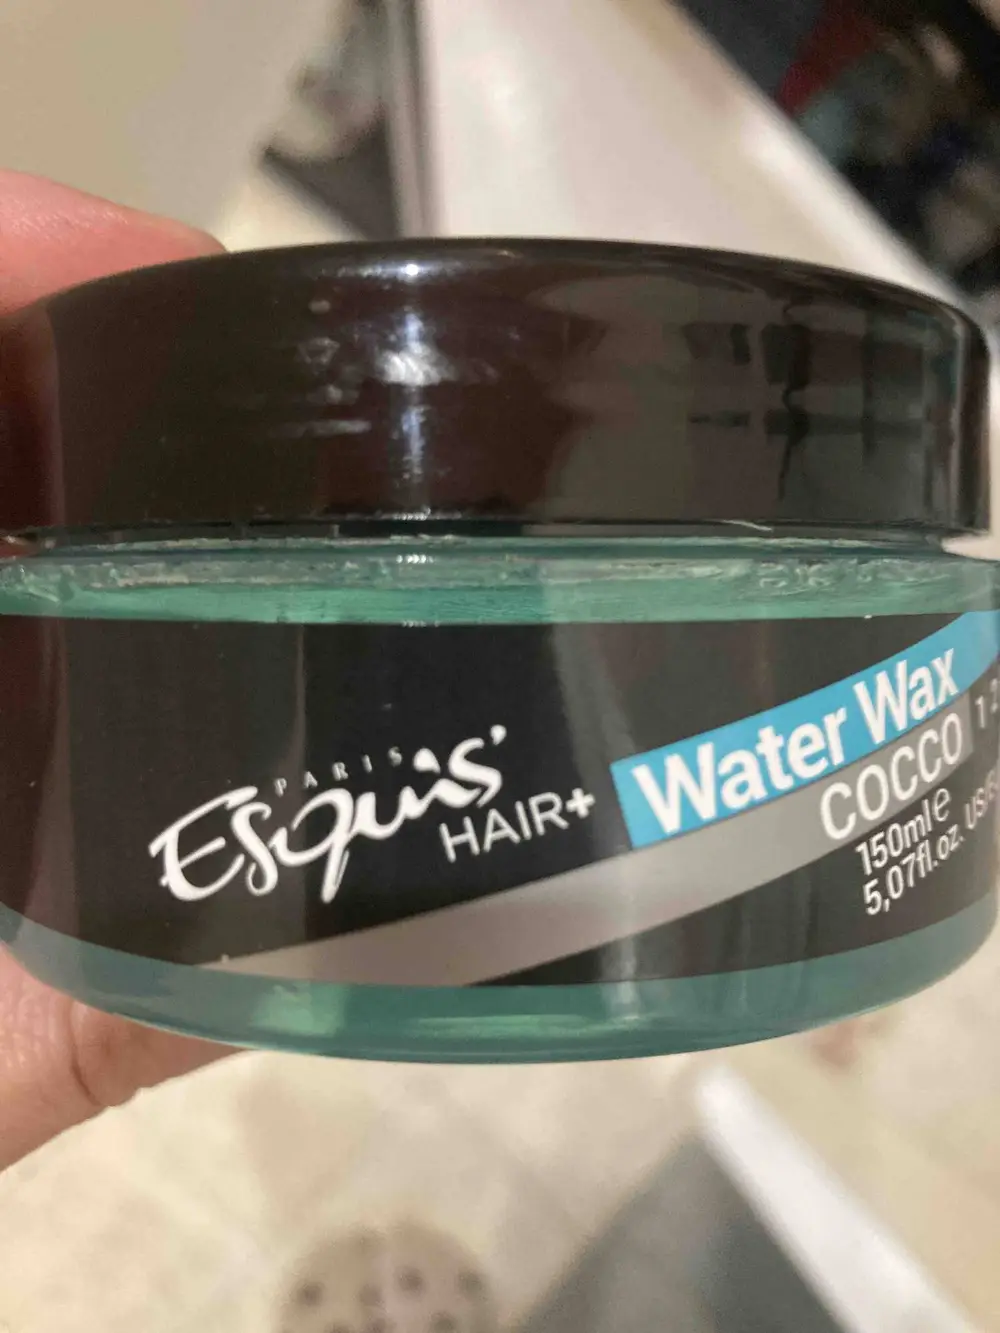 PARIS
Esquis'
HAIR+
Water Wax
COCCO
150ml e
5,07fl.oz.